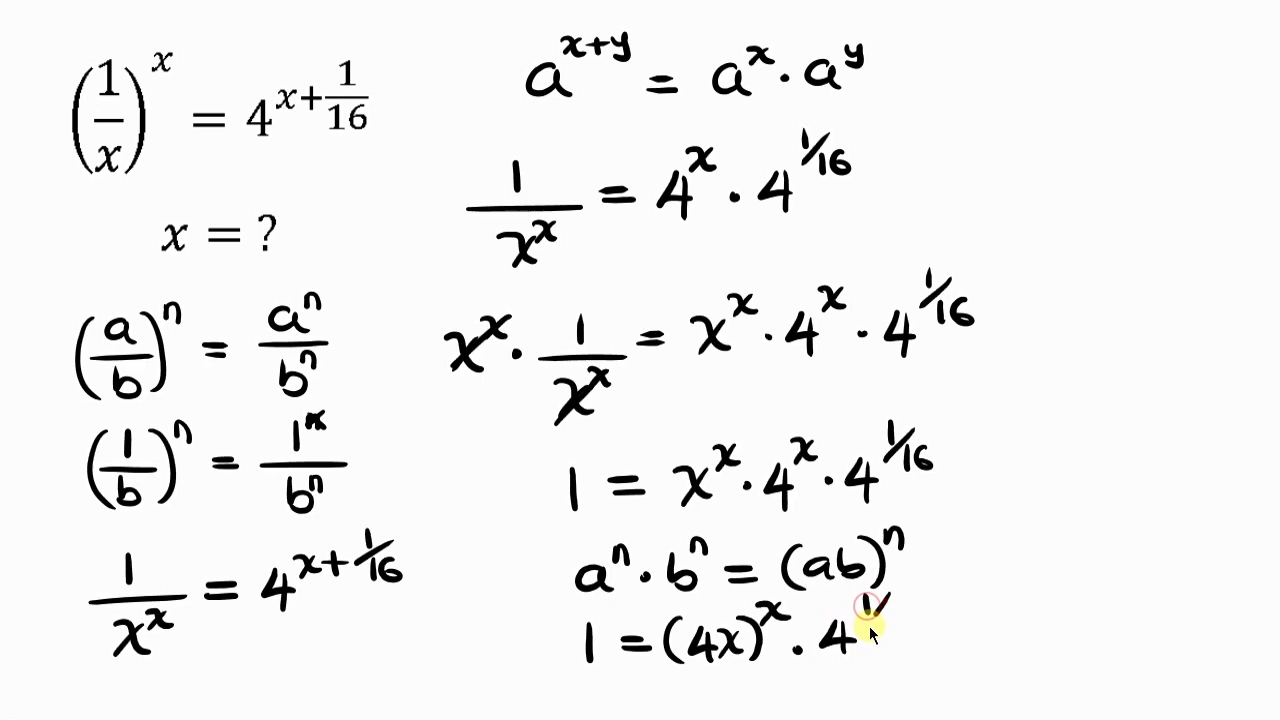 (1/x)^x = 4^(x+1/16)
x = ?
(a/b)^n = a^n/b^n
(1/b)^n = 1^n/b^n
1/x^x = 4^(x+1/16)
a^(x+y) = a^x · a^y
1/x^x = 4^x · 4^(1/16)
x^x · 1/x^x = x^x · 4^x · 4^(1/16)
1 = x^x · 4^x · 4^(1/16)
a^n · b^n = (ab)^n
1 = (4x)^x · 4^(1/